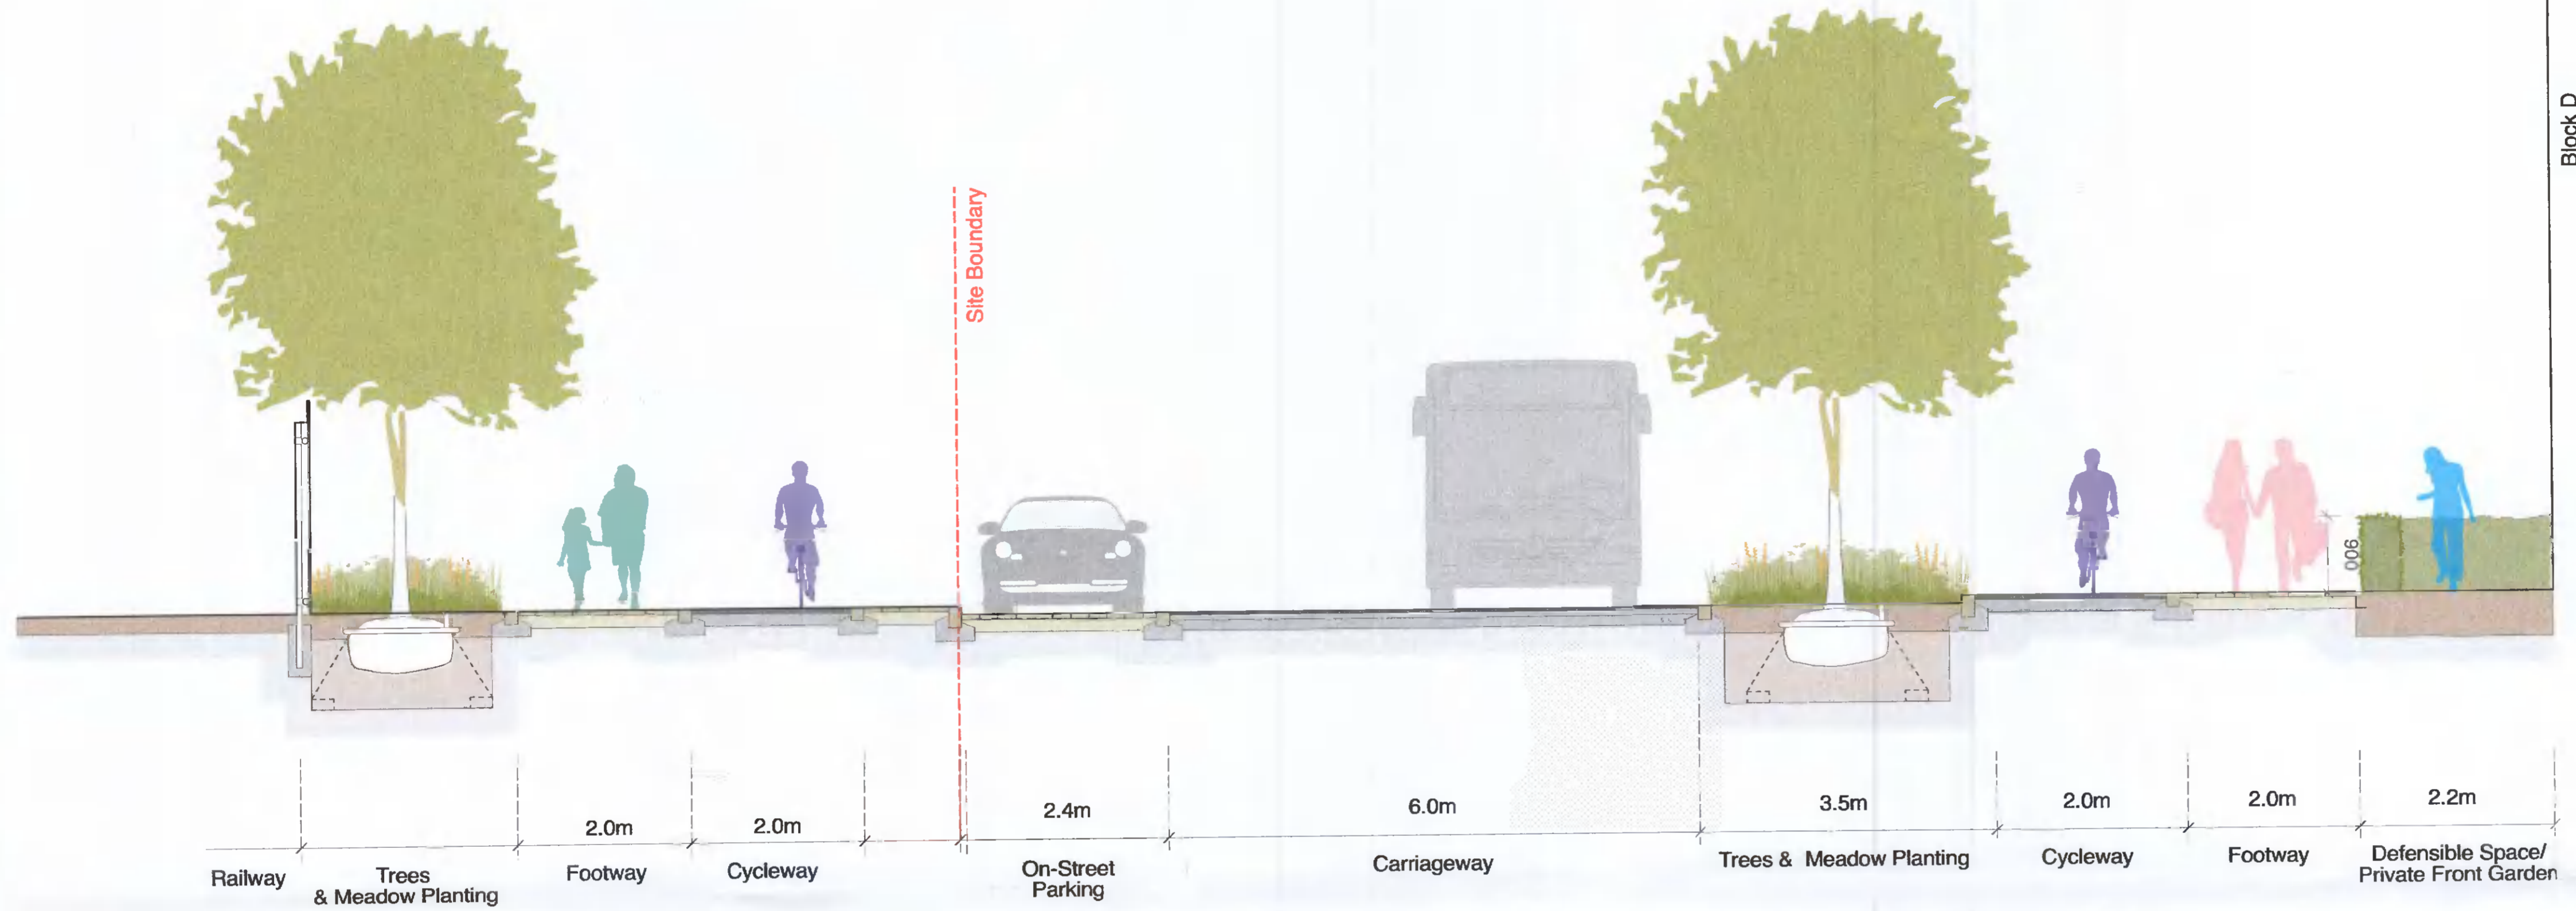 Block D
Site Boundary
900
2.0m
2.0m
2.4m
6.0m
3.5m
2.0m
2.0m
2.2m
Railway
Trees
& Meadow Planting
Footway
Cycleway
On-Street
Parking
Carriageway
Trees & Meadow Planting
Cycleway
Footway
Defensible Space/
Private Front Garden